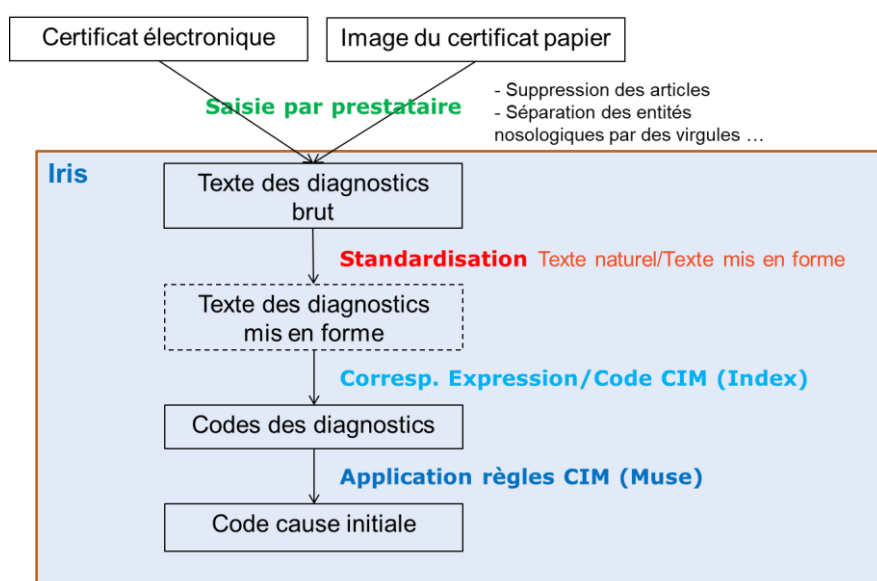 Certificat électronique
Image du certificat papier
Saisie par prestataire
- Suppression des articles
- Séparation des entités
nosologiques par des virgules …
Iris
Texte des diagnostics
brut
Standardisation Texte naturel/Texte mis en forme
Texte des diagnostics
mis en forme
Corresp. Expression/Code CIM (Index)
Codes des diagnostics
Application règles CIM (Muse)
Code cause initiale